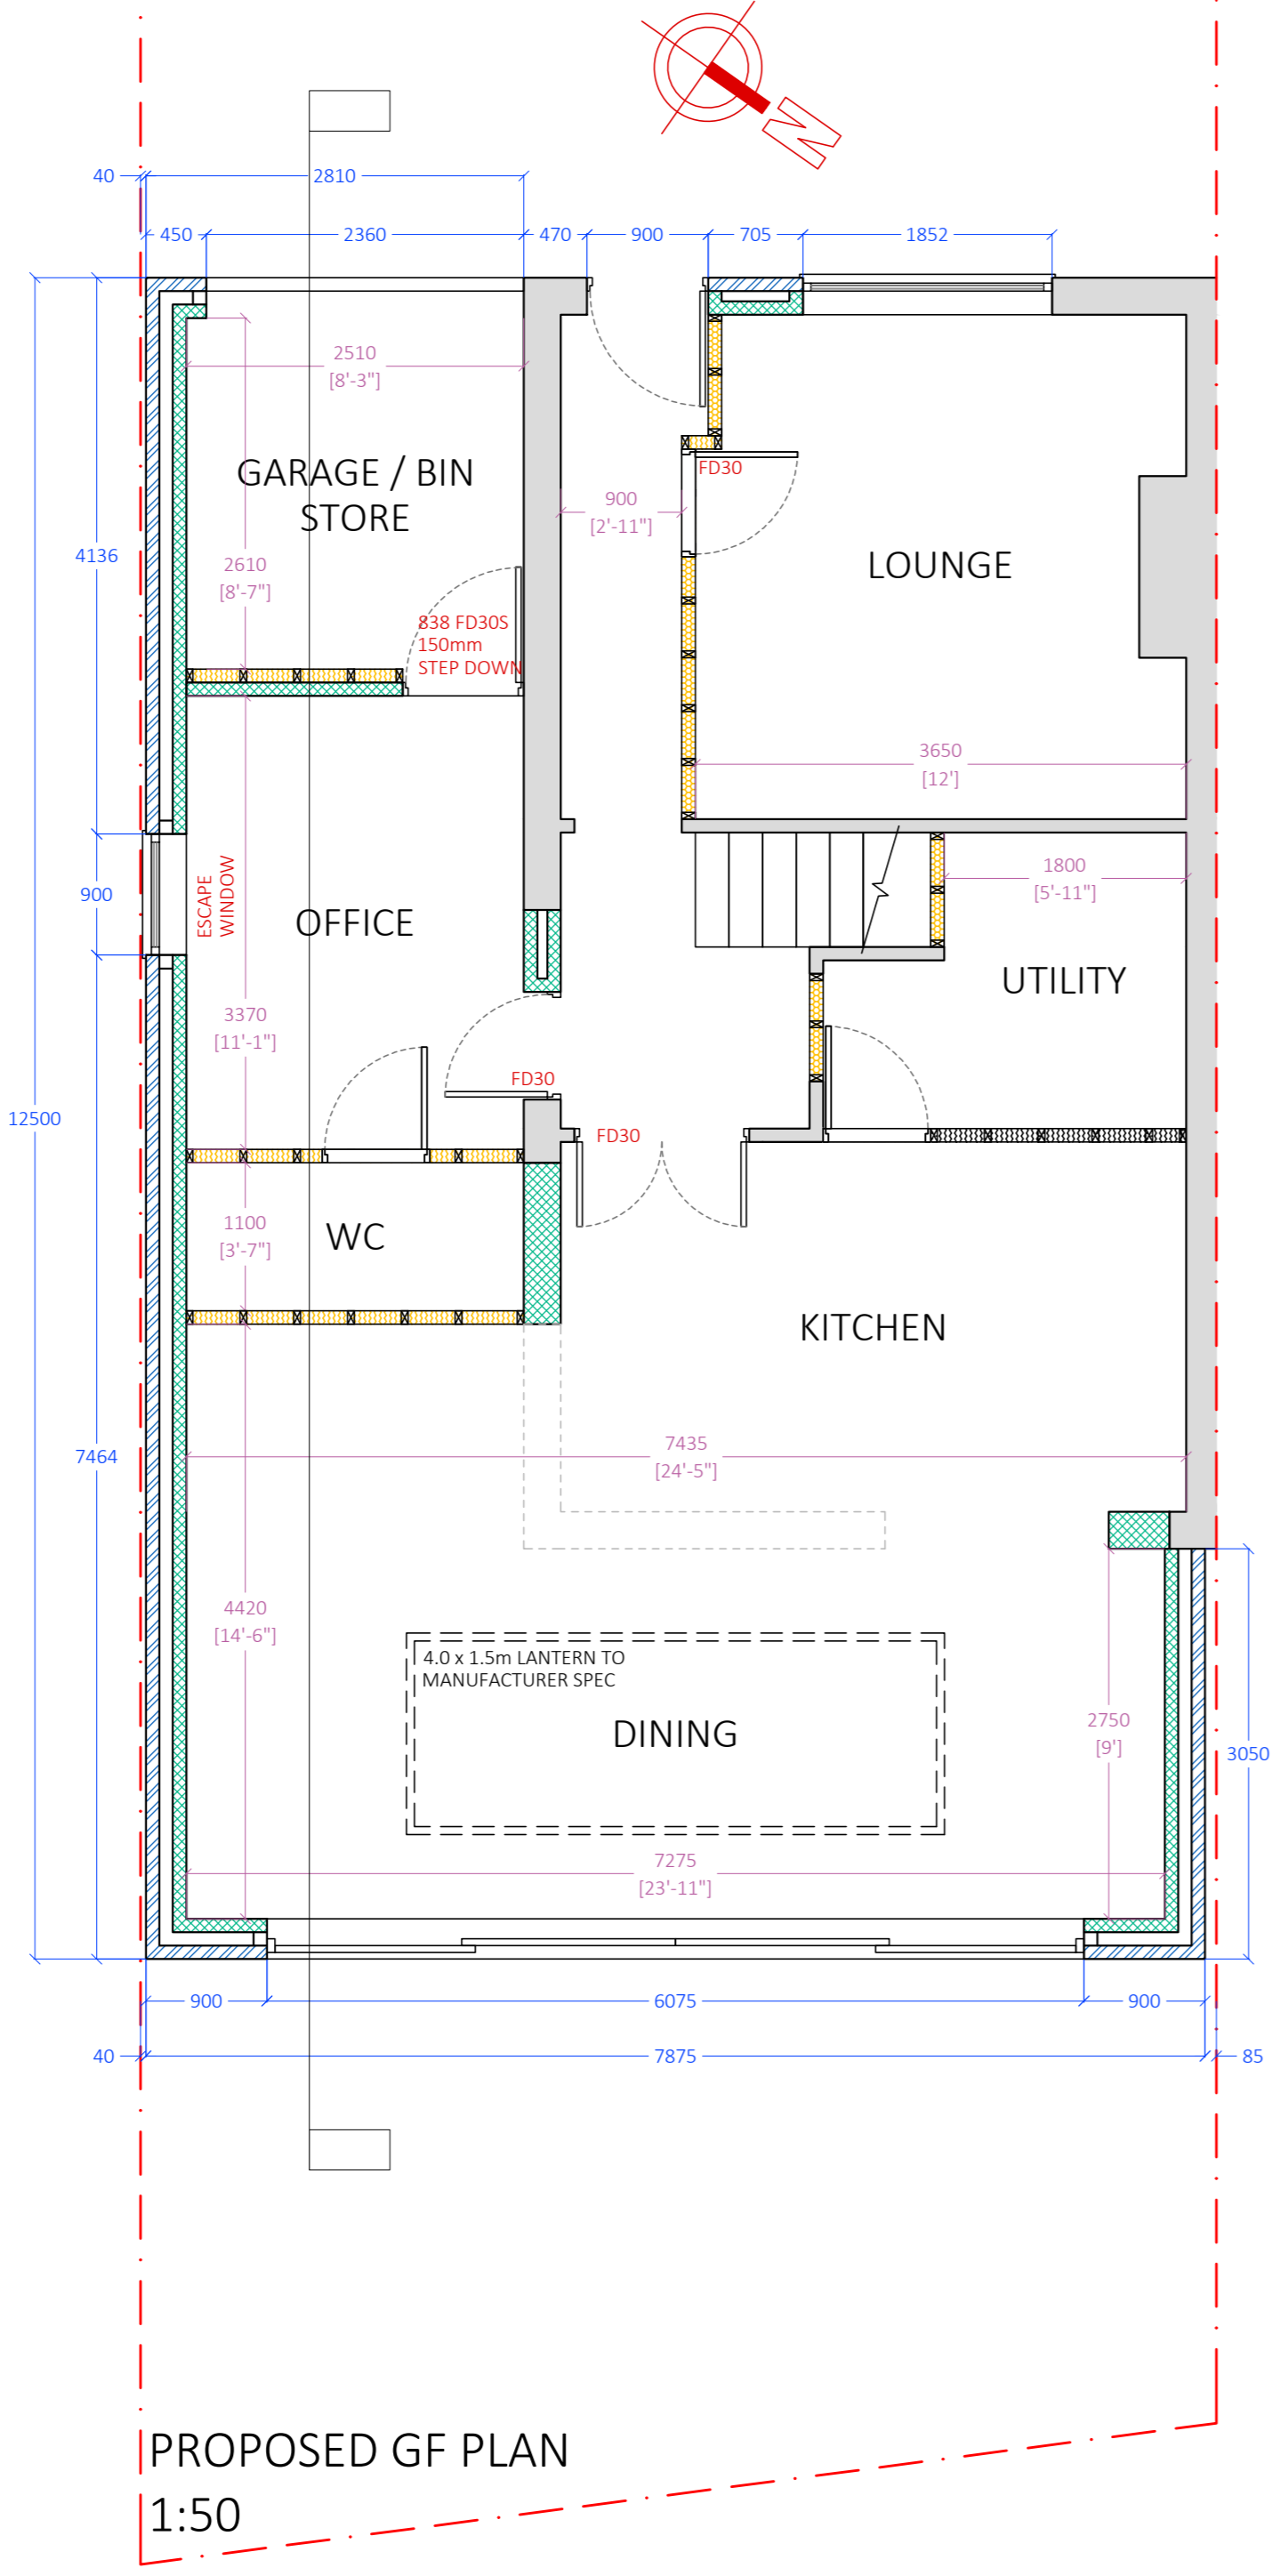 N
40
2810
450
2360
470
900
705
1852
2510
[8'-3"]
GARAGE / BIN
STORE
FD30
900
[2'-11"]
4136
2610
[8'-7"]
LOUNGE
838 FD30S
150mm
STEP DOWN
3650
[12']
900
ESCAPE
WINDOW
OFFICE
1800
[5'-11"]
UTILITY
3370
[11'-1"]
12500
FD30
FD30
1100
[3'-7"]
WC
KITCHEN
7464
7435
[24'-5"]
4420
[14'-6"]
4.0 x 1.5m LANTERN TO
MANUFACTURER SPEC
DINING
2750
[9']
3050
7275
[23'-11"]
900
6075
900
40
7875
85
PROPOSED GF PLAN
1:50